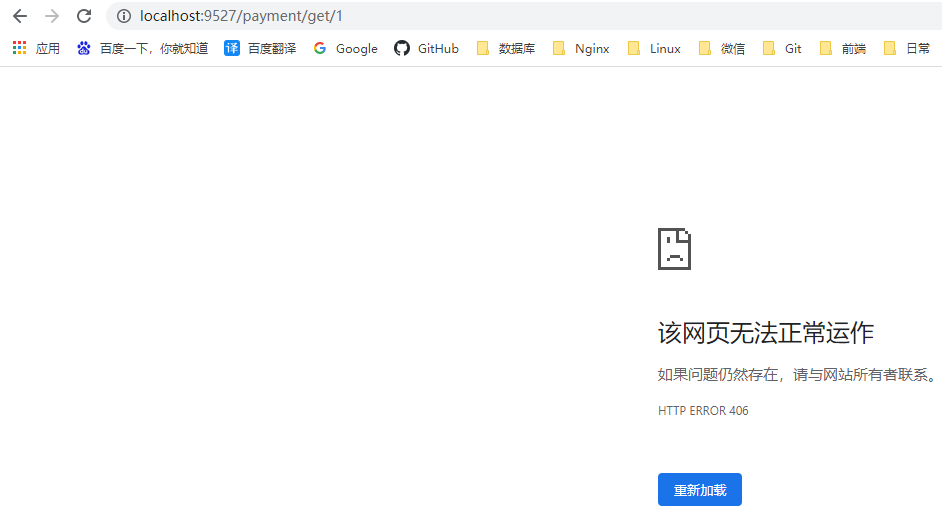 localhost:9527/payment/get/1
应用 百度一下，你就知道 译 百度翻译 Google GitHub 数据库 Nginx Linux 微信 Git 前端 日常
该网页无法正常运作
如果问题仍然存在，请与网站所有者联系。
HTTP ERROR 406
重新加载